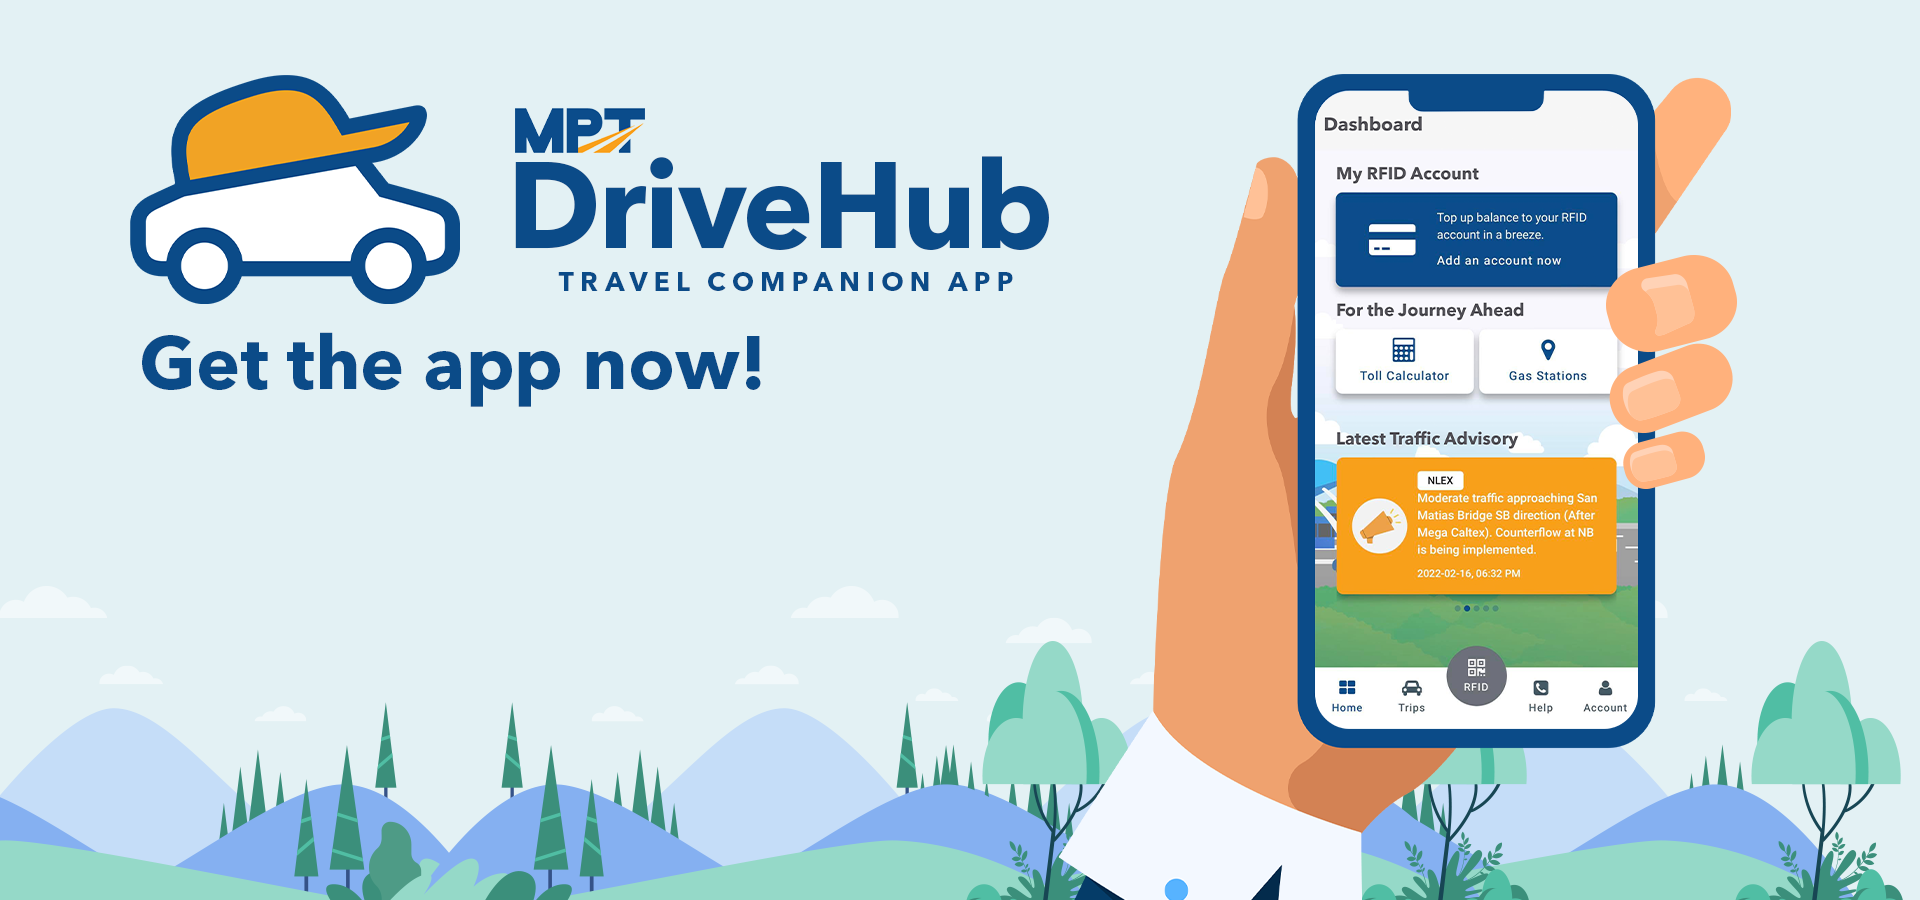 MPT
DriveHub
TRAVEL COMPANION APP
Get the app now!
Dashboard
My RFID Account
Top up balance to your RFID
account in a breeze.
Add an account now
For the Journey Ahead
Toll Calculator
Gas Stations
Latest Traffic Advisory
NLEX
Moderate traffic approaching San
Matias Bridge SB direction (After
Mega Caltex). Counterflow at NB
is being implemented.
2022-02-16, 06:32 PM
Home
Trips
RFID
Help
Account